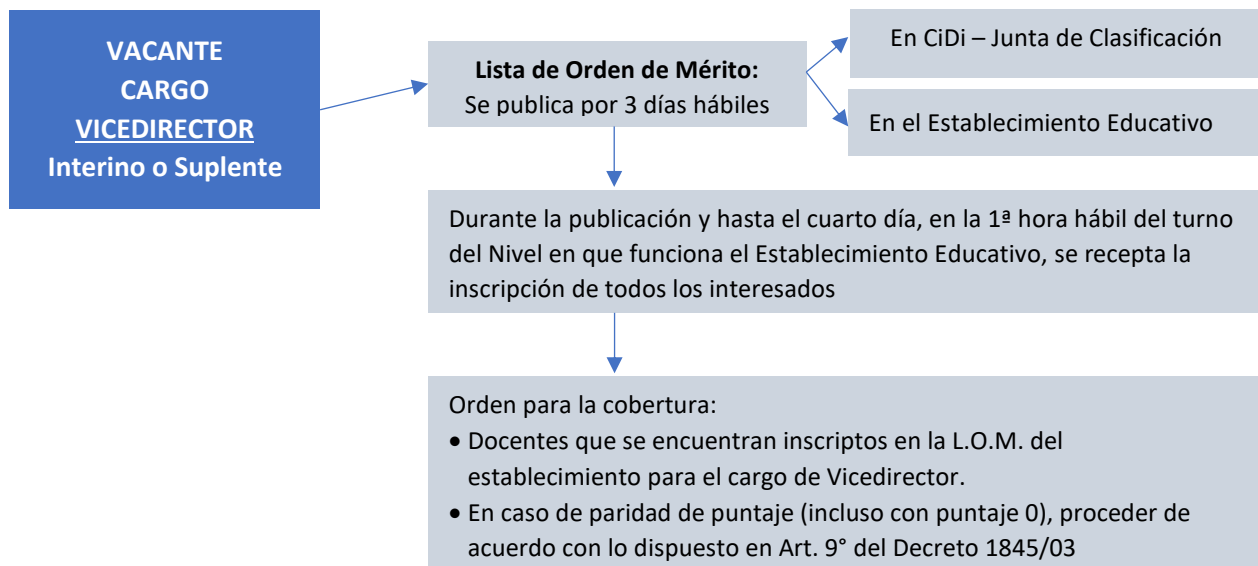 VACANTE
CARGO
VICEDIRECTOR
Interino o Suplente
Lista de Orden de Mérito:
Se publica por 3 días hábiles
En CiDi – Junta de Clasificación
En el Establecimiento Educativo
Durante la publicación y hasta el cuarto día, en la 1ª hora hábil del turno
del Nivel en que funciona el Establecimiento Educativo, se recepta la
inscripción de todos los interesados
Orden para la cobertura:
• Docentes que se encuentran inscriptos en la L.O.M. del
establecimiento para el cargo de Vicedirector.
• En caso de paridad de puntaje (incluso con puntaje 0), proceder de
acuerdo con lo dispuesto en Art. 9° del Decreto 1845/03